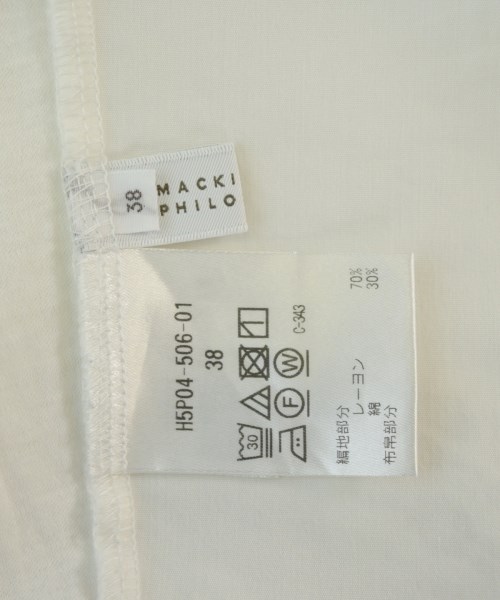 38
MACKI
PHILO
H5P04-506-01
38
30
F W
C-343
編地部分
レーヨン 70%
綿 30%
布帛部分